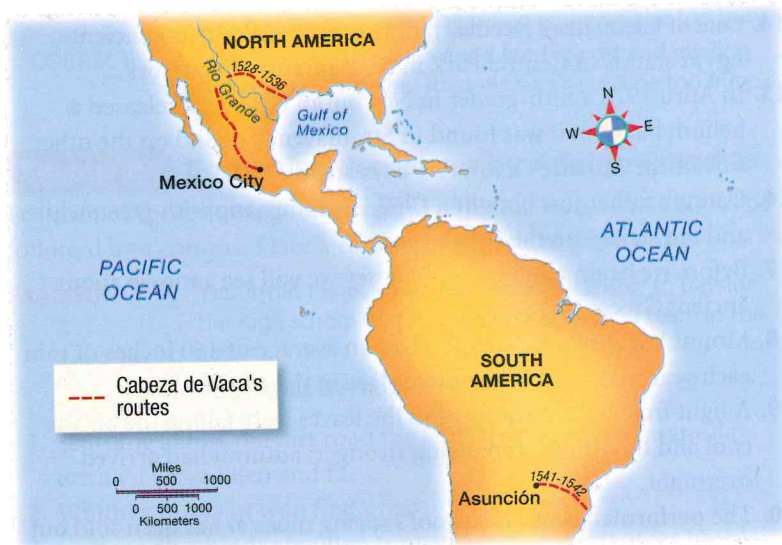 NORTH AMERICA
1528-1536
Rio Grande
Gulf of
Mexico
Mexico City
N
W E
S
PACIFIC
OCEAN
ATLANTIC
OCEAN
SOUTH
AMERICA
Cabeza de Vaca's
routes
1541-1542
Asunción
Miles
0 500 1000
0 500 1000
Kilometers